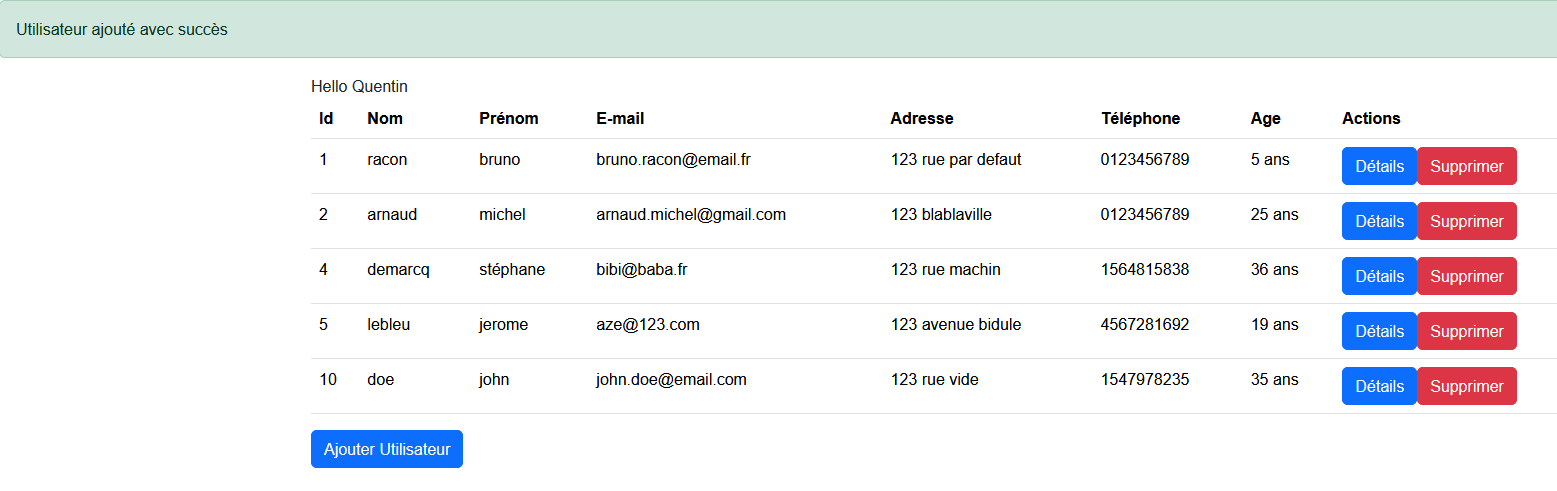 Utilisateur ajouté avec succès
Hello Quentin
Id Nom Prénom E-mail Adresse Téléphone Age Actions
1 racon bruno bruno.racon@email.fr 123 rue par defaut 0123456789 5 ans Détails Supprimer
2 arnaud michel arnaud.michel@gmail.com 123 blablaville 0123456789 25 ans Détails Supprimer
4 demarcq stéphane bibi@baba.fr 123 rue machin 1564815838 36 ans Détails Supprimer
5 lebleu jerome aze@123.com 123 avenue bidule 4567281692 19 ans Détails Supprimer
10 doe john john.doe@email.com 123 rue vide 1547978235 35 ans Détails Supprimer
Ajouter Utilisateur